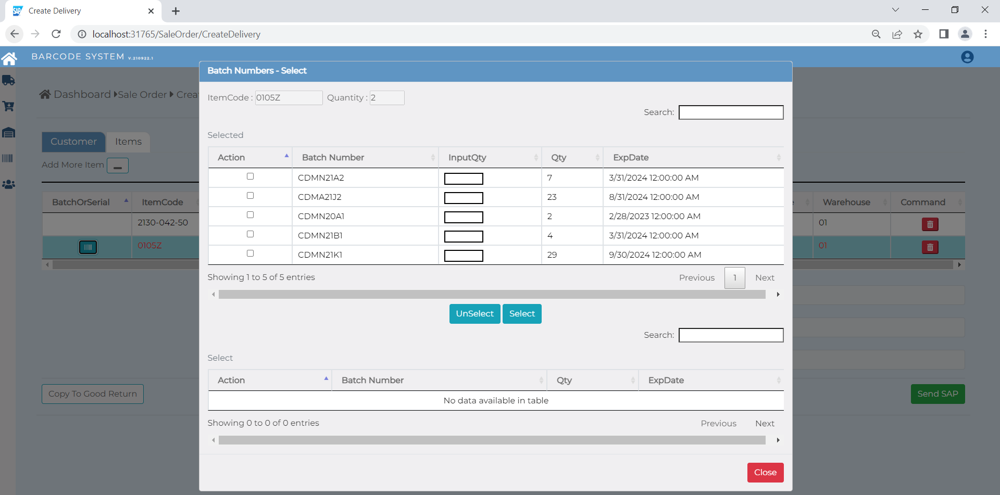 SAP Create Delivery
localhost:31765/SaleOrder/CreateDelivery
BARCODE SYSTEM v.210922.1
Dashboard Sale Order Crea
Customer Items
Add More Item
BatchOrSerial ItemCode
2130-042-50
0105Z
Copy To Good Return
Batch Numbers - Select
ItemCode : 0105Z Quantity : 2
Search:
Selected
Action Batch Number InputQty Qty ExpDate
CDMN21A2 7 3/31/2024 12:00:00 AM
CDMA21J2 23 8/31/2024 12:00:00 AM
CDMN20A1 2 2/28/2023 12:00:00 AM
CDMN21B1 4 3/31/2024 12:00:00 AM
CDMN21K1 29 9/30/2024 12:00:00 AM
Showing 1 to 5 of 5 entries Previous 1 Next
UnSelect Select
Search:
Select
Action Batch Number Qty ExpDate
No data available in table
Showing 0 to 0 of 0 entries Previous Next
Close
Warehouse Command
01
01
Send SAP